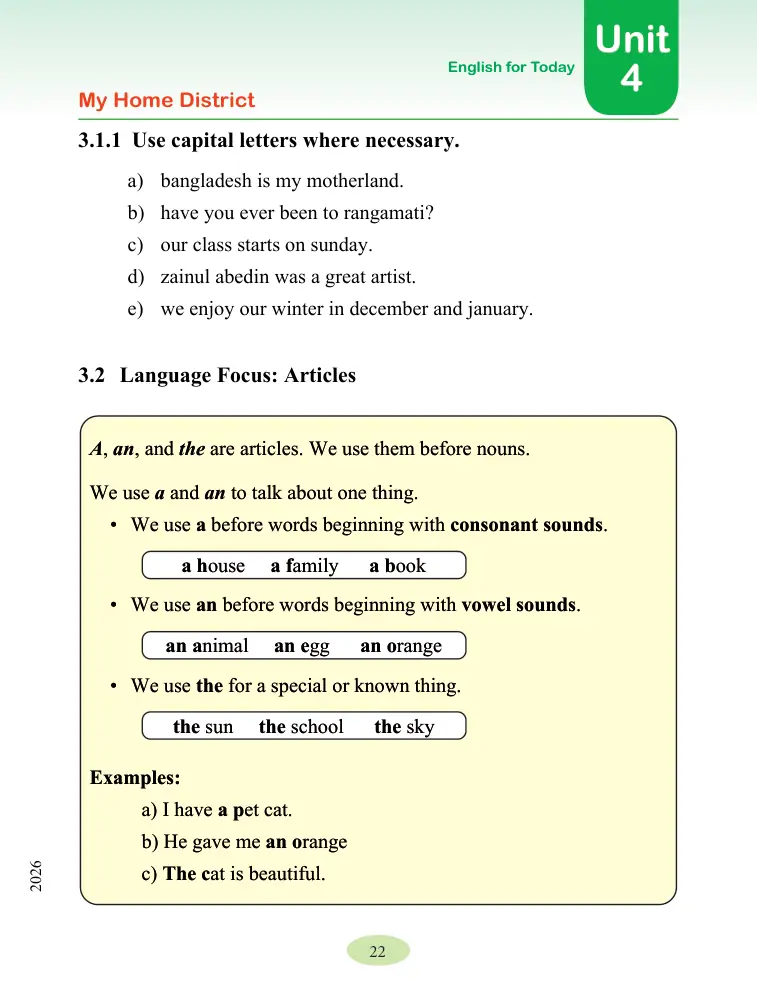 Unit
4
English for Today
My Home District
3.1.1 Use capital letters where necessary.
a) bangladesh is my motherland.
b) have you ever been to rangamati?
c) our class starts on sunday.
d) zainul abedin was a great artist.
e) we enjoy our winter in december and january.
3.2 Language Focus: Articles
A, an, and the are articles. We use them before nouns.
We use a and an to talk about one thing.
• We use a before words beginning with consonant sounds.
a house a family a book
• We use an before words beginning with vowel sounds.
an animal an egg an orange
• We use the for a special or known thing.
the sun the school the sky
Examples:
a) I have a pet cat.
b) He gave me an orange
c) The cat is beautiful.
2026
22